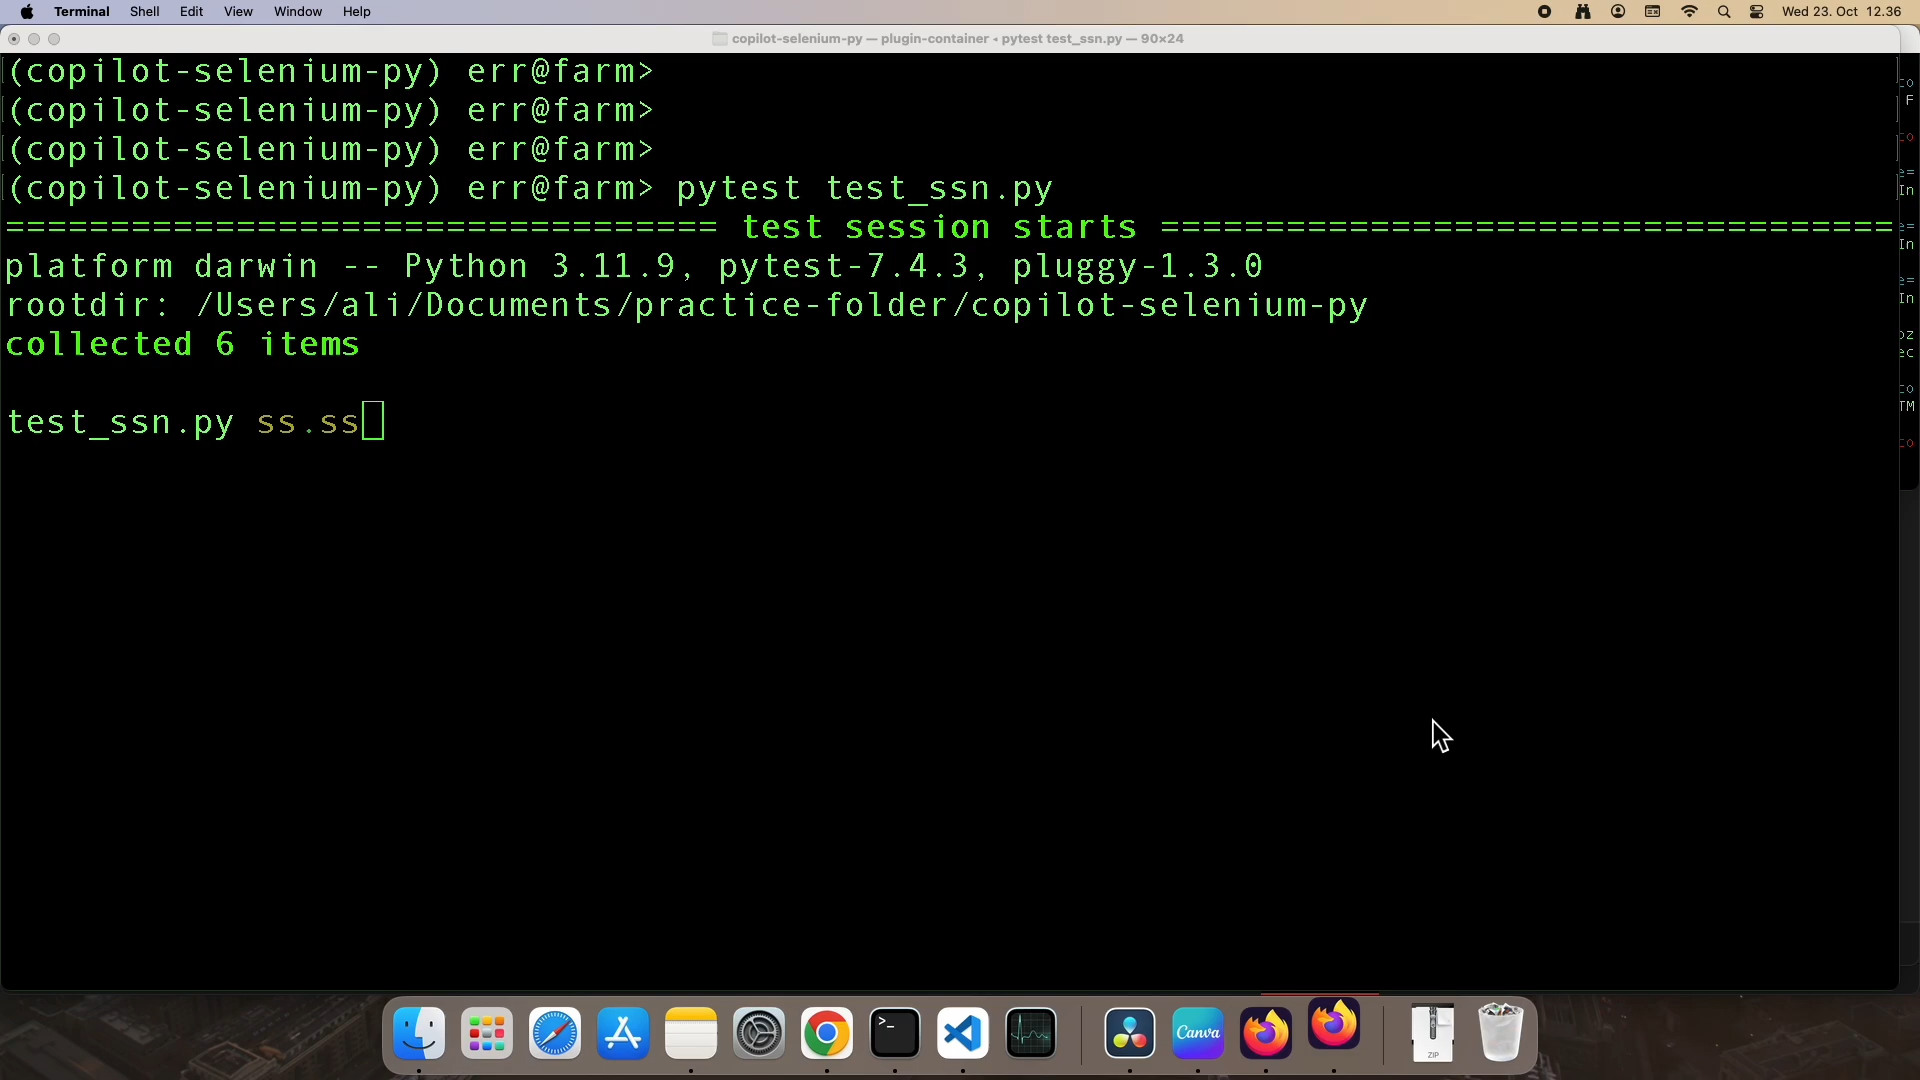 Terminal Shell Edit View Window Help
Wed 23. Oct 12.36
copilot-selenium-py — plugin-container ◂ pytest test_ssn.py — 90×24
(copilot-selenium-py) err@farm>
(copilot-selenium-py) err@farm>
(copilot-selenium-py) err@farm>
(copilot-selenium-py) err@farm> pytest test_ssn.py
================================== test session starts ===================================
platform darwin -- Python 3.11.9, pytest-7.4.3, pluggy-1.3.0
rootdir: /Users/ali/Documents/practice-folder/copilot-selenium-py
collected 6 items
test_ssn.py ss.ss
Canva
ZIP